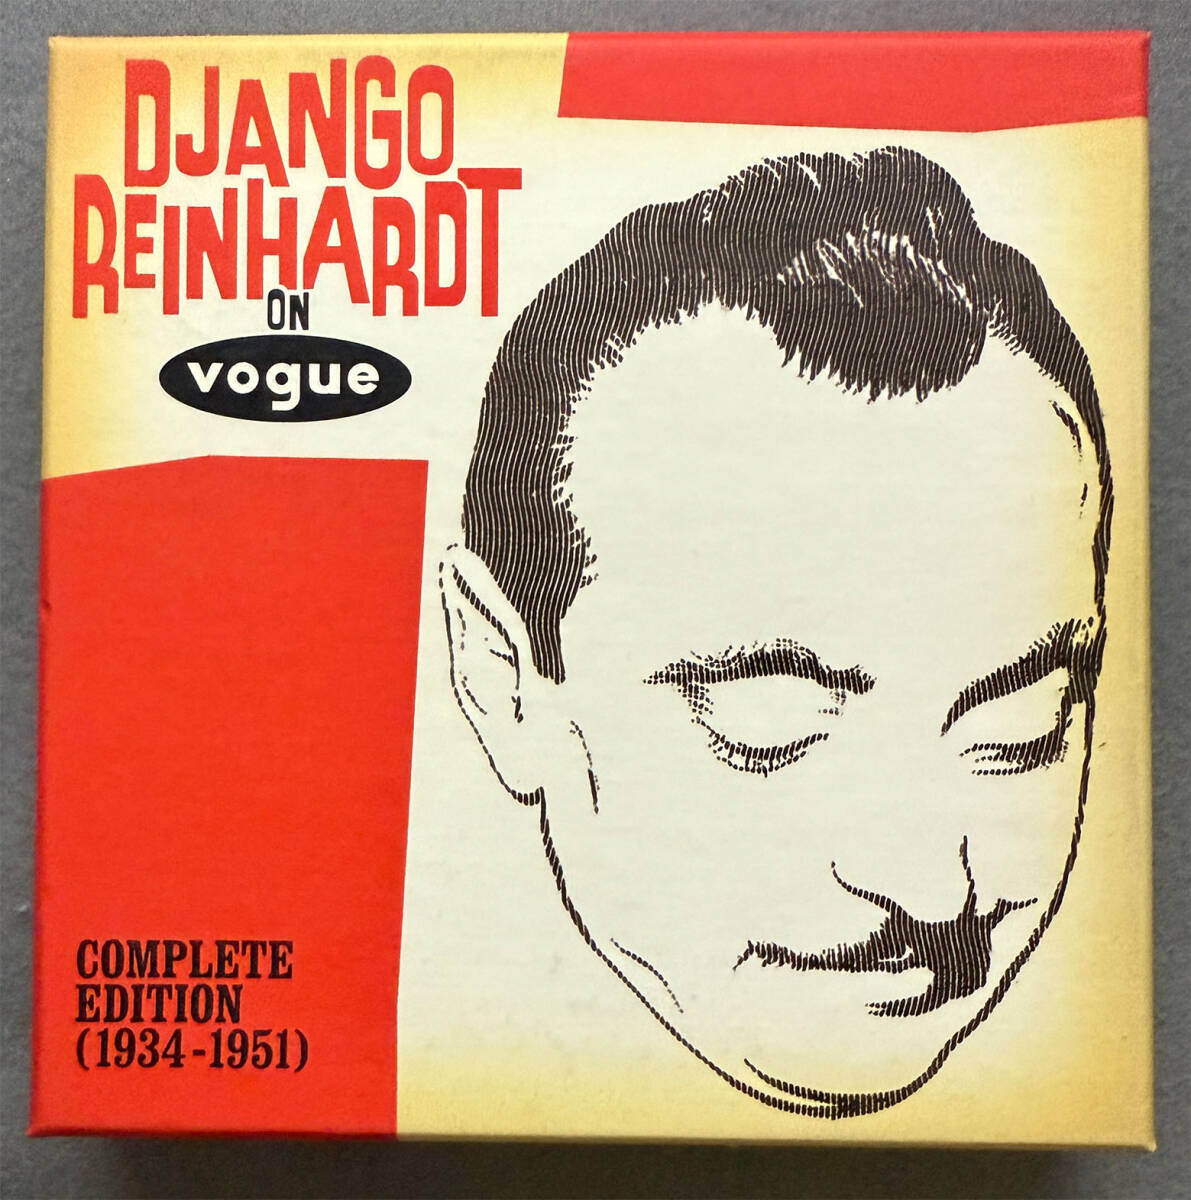 DJANGO
REINHARDT
ON
vogue
COMPLETE
EDITION
(1934-1951)